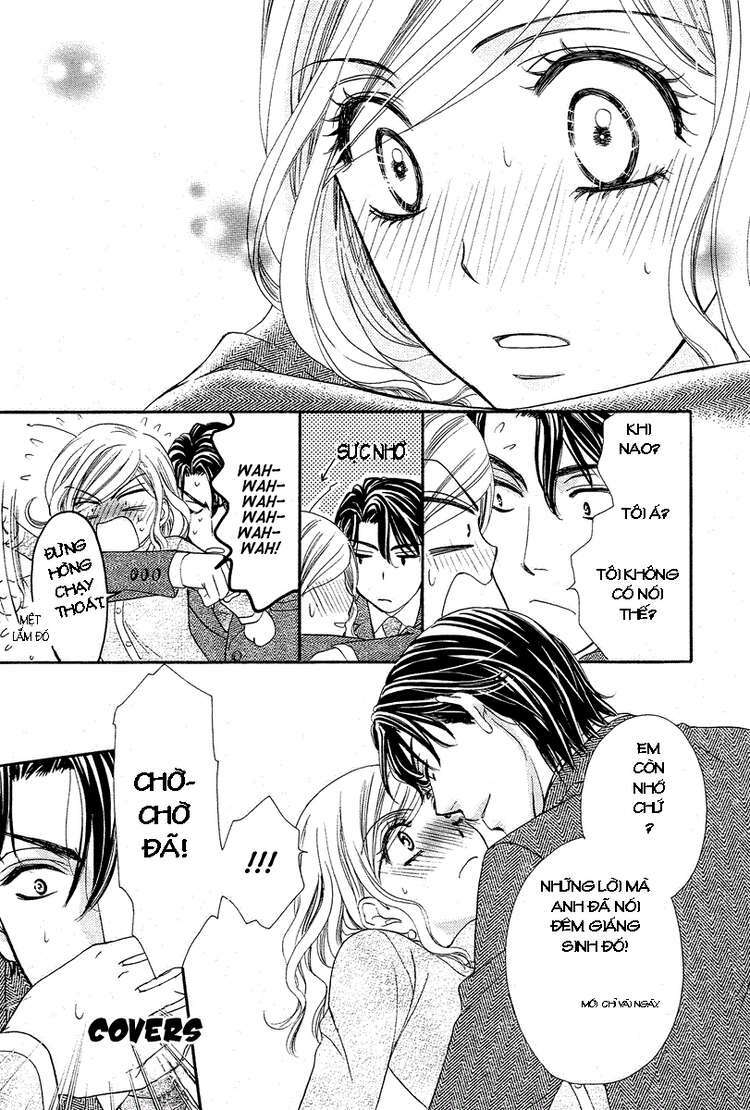 KHI
NAO?
TÔI Á?
TÔI KHÔNG
CÓ NÓI
THẾ?
SỰC NHỚ
WAH-
WAH-
WAH-
WAH-
WAH-
WAH!
ĐỪNG
HÒNG
CHẠY
THOÁT.
MỆT
LẮM ĐÓ
EM
CÒN
NHỚ
CHỨ
?
NHỮNG LỜI MÀ
ANH ĐÃ NÓI
ĐÊM GIÁNG
SINH ĐÓ!
MỚI CHỈ VÀI NGÀY.
!!!
CHỜ-
CHỜ
ĐÃ!
COVERS